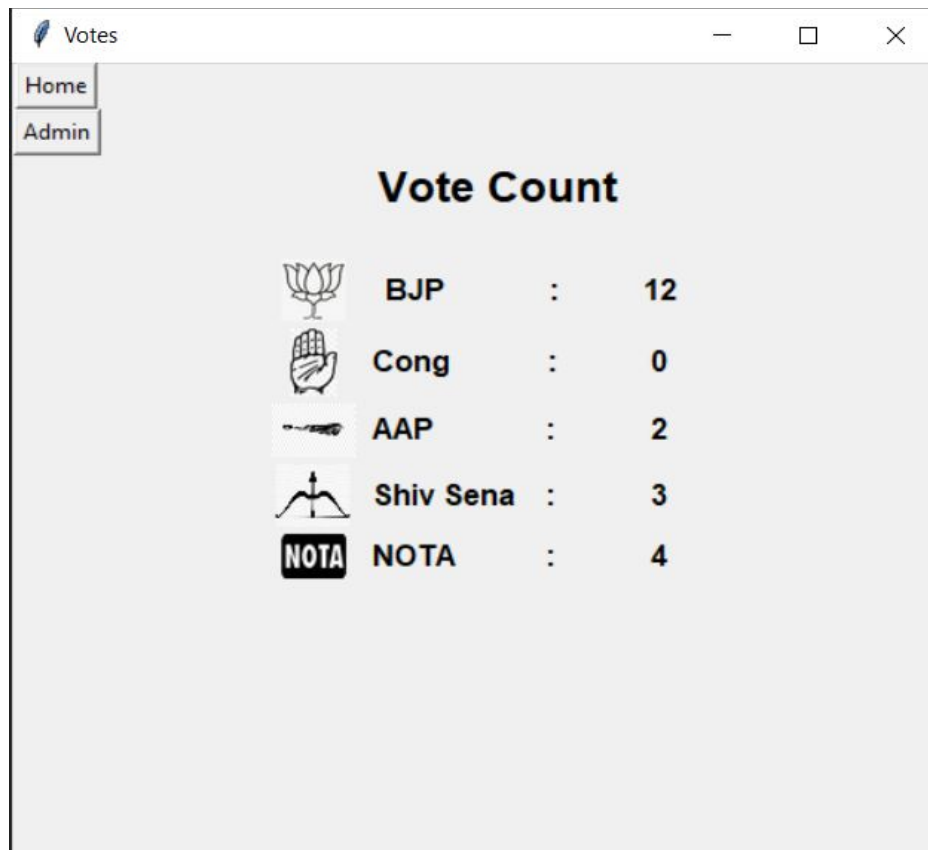 Votes
Home
Admin
Vote Count
BJP : 12
Cong : 0
AAP : 2
Shiv Sena : 3
NOTA NOTA : 4